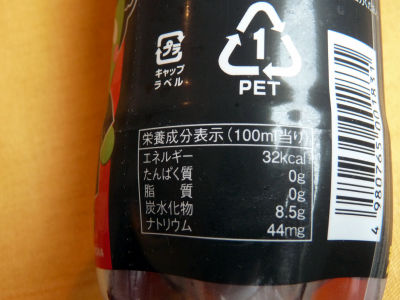 プラ
キャップ
ラベル
1
PET
栄養成分表示(100ml当り)
エネルギー 32kcal
たんぱく質 0g
脂質 0g
炭水化物 8.5g
ナトリウム 44mg